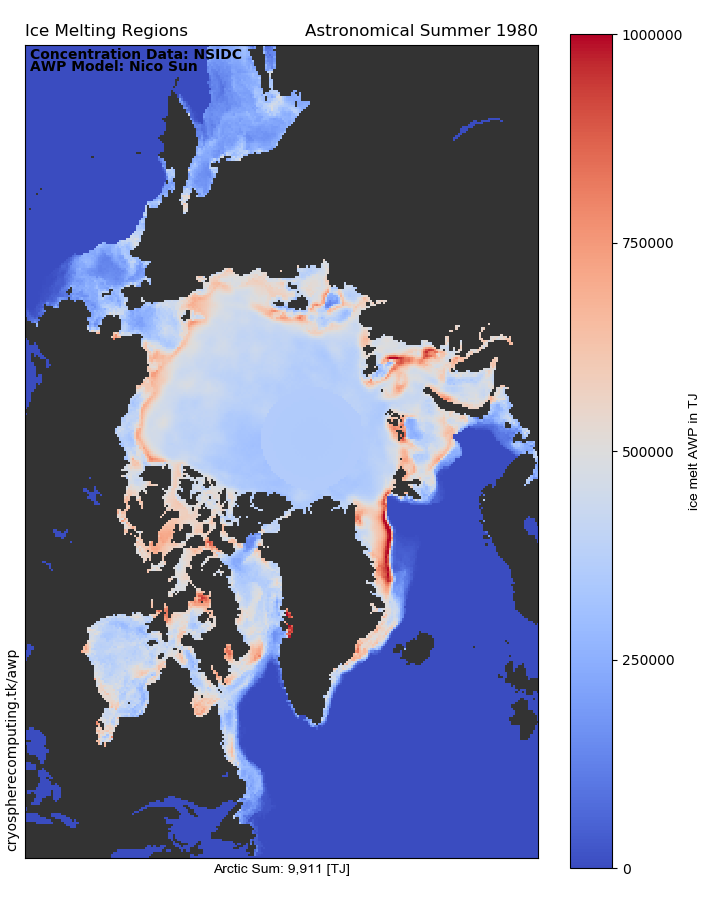 Ice Melting Regions
Astronomical Summer 1980
Concentration Data: NSIDC
AWP Model: Nico Sun
1000000
750000
500000
250000
0
ice melt AWP in TJ
cryospherecomputing.tk/awp
Arctic Sum: 9,911 [TJ]